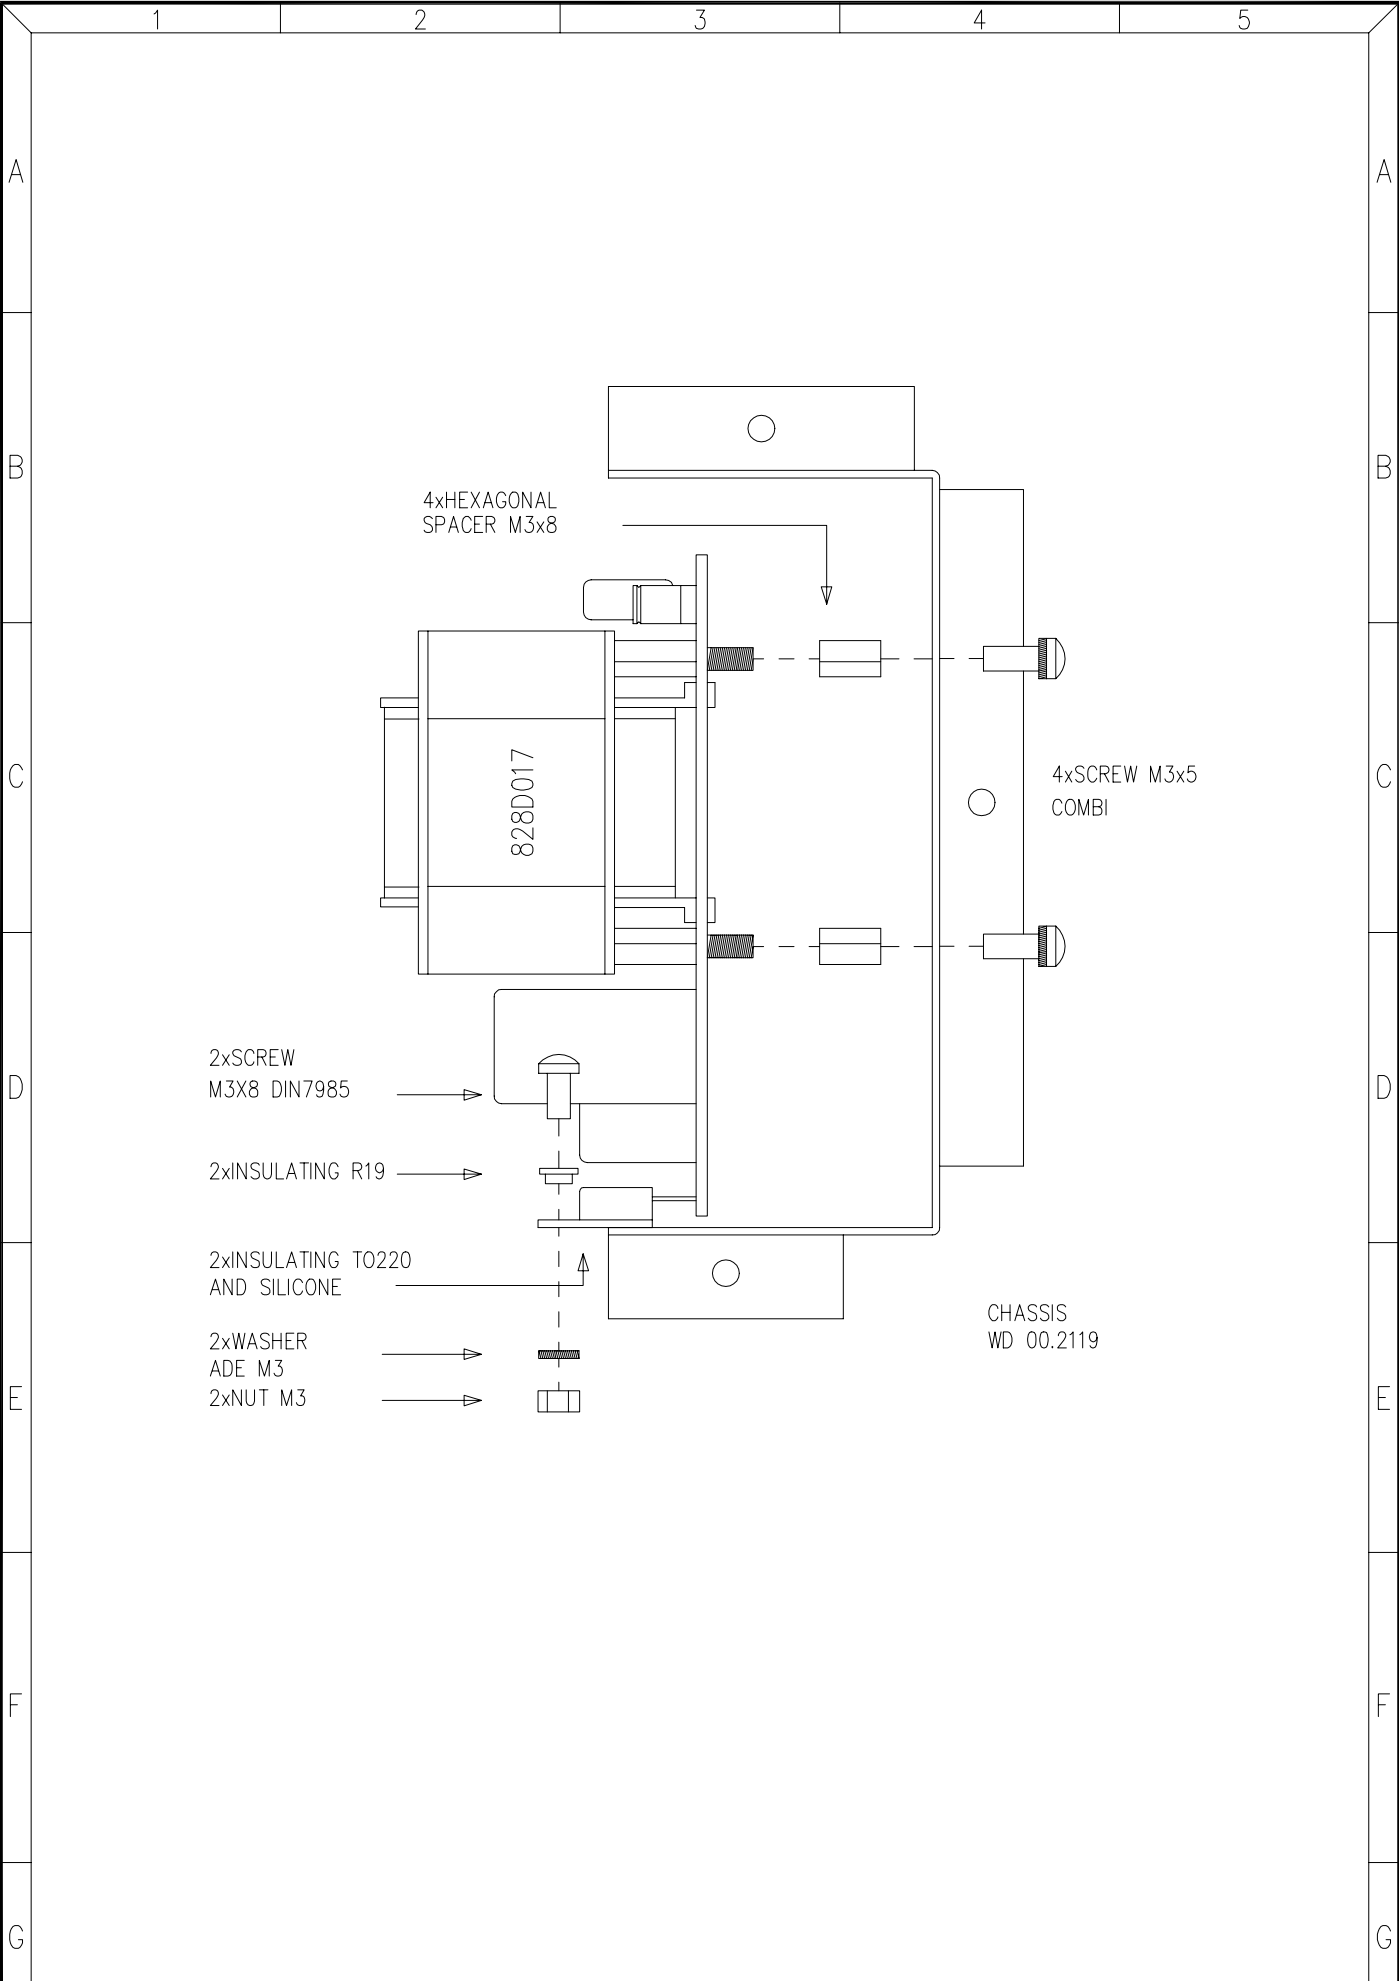 1 2 3 4 5
A A
B B
4xHEXAGONAL
SPACER M3x8
C C
828D017
4xSCREW M3x5
COMBI
2xSCREW
M3X8 DIN7985
D D
2xINSULATING R19
2xINSULATING TO220
AND SILICONE
CHASSIS
WD 00.2119
2xWASHER
ADE M3
2xNUT M3
E E
F F
G G